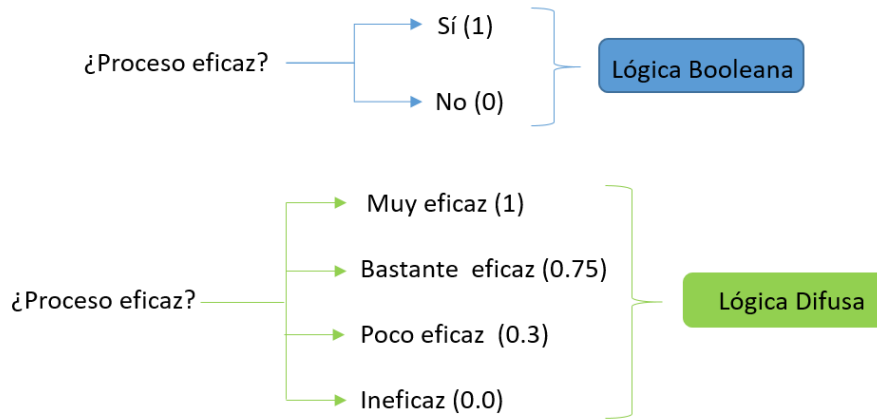 Sí (1)
¿Proceso eficaz?
Lógica Booleana
No (0)
Muy eficaz (1)
Bastante eficaz (0.75)
¿Proceso eficaz?
Lógica Difusa
Poco eficaz (0.3)
Ineficaz (0.0)